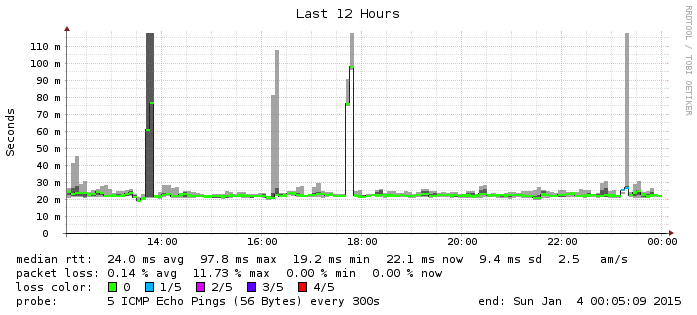 Last 12 Hours
RRDTOOL / TOBI OETIKER
Seconds
110 m
100 m
90 m
80 m
70 m
60 m
50 m
40 m
30 m
20 m
10 m
0
14:00 16:00 18:00 20:00 22:00 00:00
median rtt: 24.0 ms avg 97.8 ms max 19.2 ms min 22.1 ms now 9.4 ms sd 2.5 am/s
packet loss: 0.14 % avg 11.73 % max 0.00 % min 0.00 % now
loss color: 0 1/5 2/5 3/5 4/5
probe: 5 ICMP Echo Pings (56 Bytes) every 300s end: Sun Jan 4 00:05:09 2015